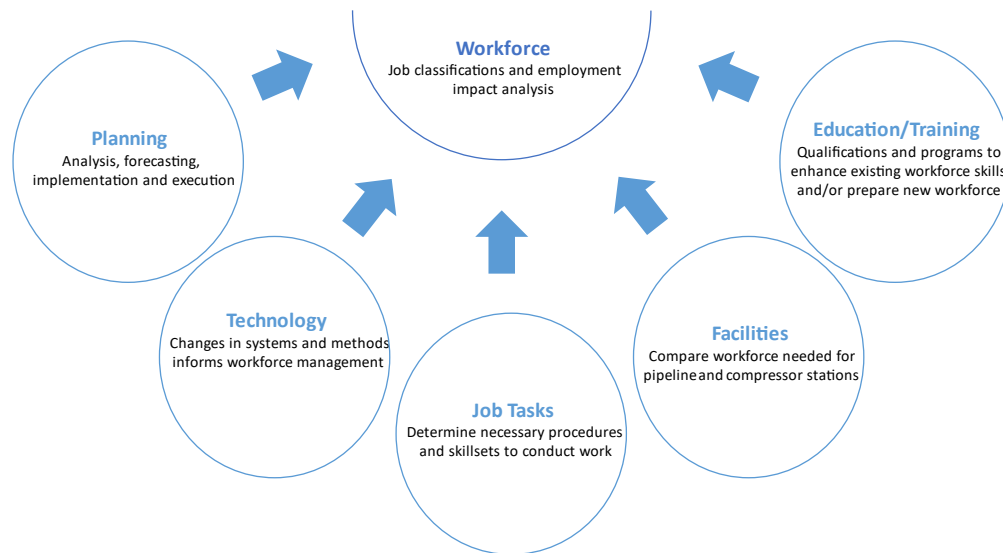 Workforce
Job classifications and employment
impact analysis
Planning
Analysis, forecasting,
implementation and execution
Education/Training
Qualifications and programs to
enhance existing workforce skills
and/or prepare new workforce
Technology
Changes in systems and methods
informs workforce management
Facilities
Compare workforce needed for
pipeline and compressor stations
Job Tasks
Determine necessary procedures
and skillsets to conduct work